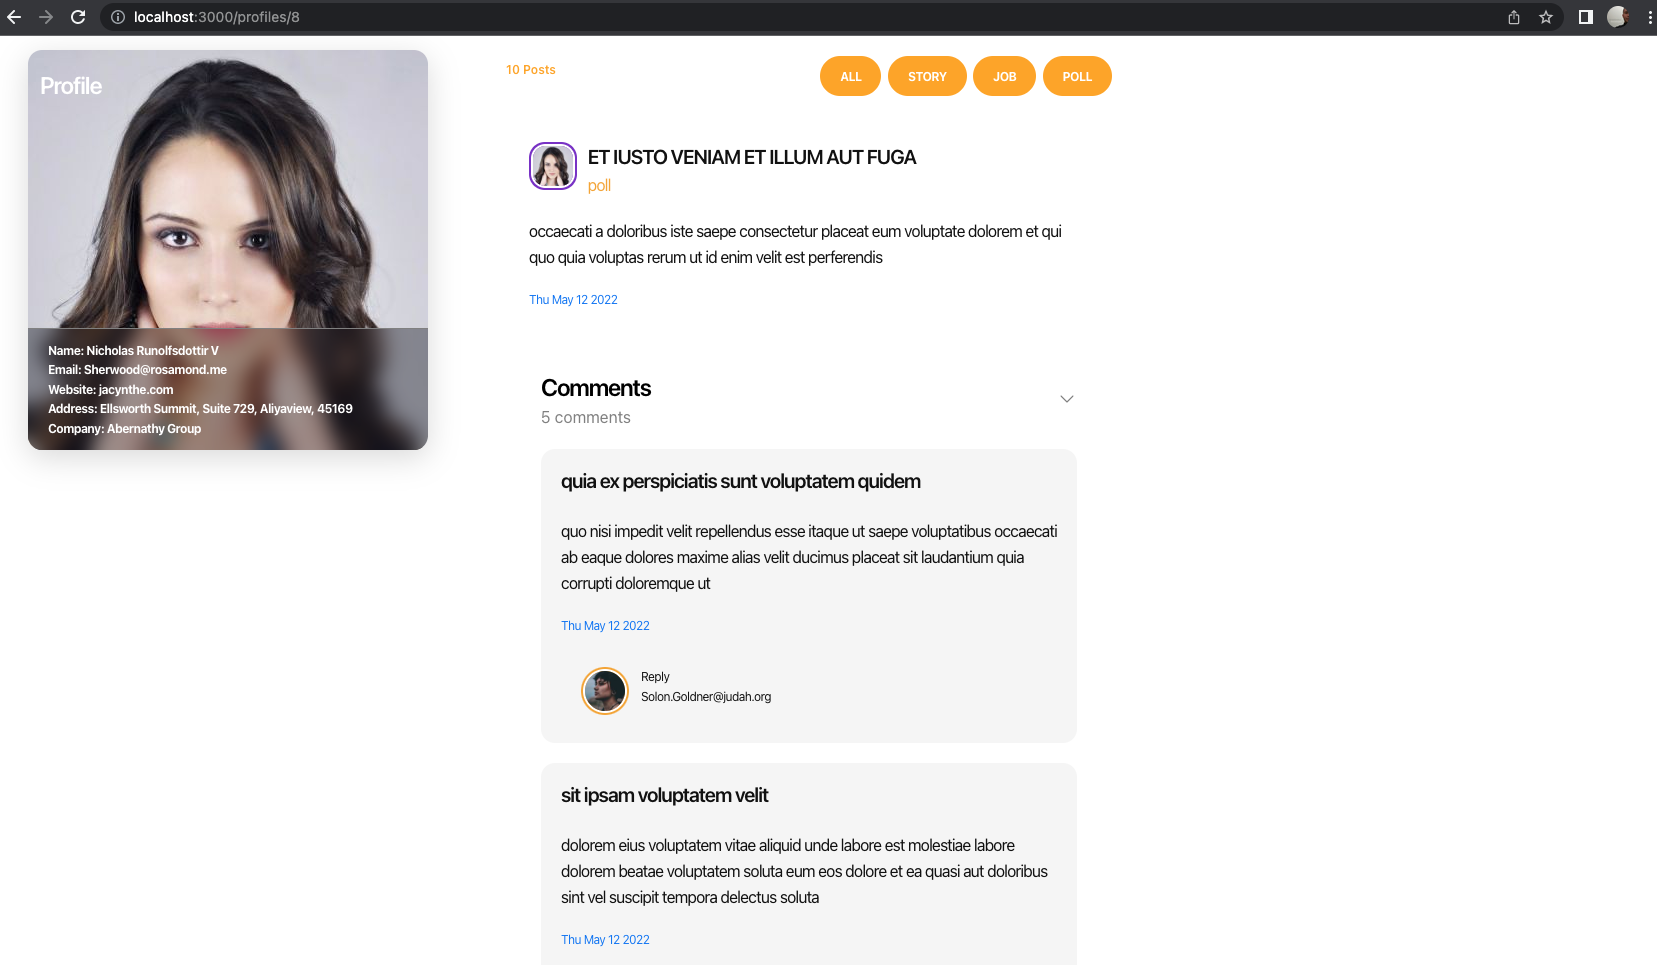 localhost:3000/profiles/8
Profile
Name: Nicholas Runolfsdottir V
Email: Sherwood@rosamond.me
Website: jacynthe.com
Address: Ellsworth Summit, Suite 729, Aliyaview, 45169
Company: Abernathy Group
10 Posts
ALL STORY JOB POLL
ET IUSTO VENIAM ET ILLUM AUT FUGA
poll
occaecati a doloribus iste saepe consectetur placeat eum voluptate dolorem et qui
quo quia voluptas rerum ut id enim velit est perferendis
Thu May 12 2022
Comments
5 comments
quia ex perspiciatis sunt voluptatem quidem
quo nisi impedit velit repellendus esse itaque ut saepe voluptatibus occaecati
ab eaque dolores maxime alias velit ducimus placeat sit laudantium quia
corrupti doloremque ut
Thu May 12 2022
Reply
Solon.Goldner@judah.org
sit ipsam voluptatem velit
dolorem eius voluptatem vitae aliquid unde labore est molestiae labore
dolorem beatae voluptatem soluta eum eos dolore et ea quasi aut doloribus
sint vel suscipit tempora delectus soluta
Thu May 12 2022